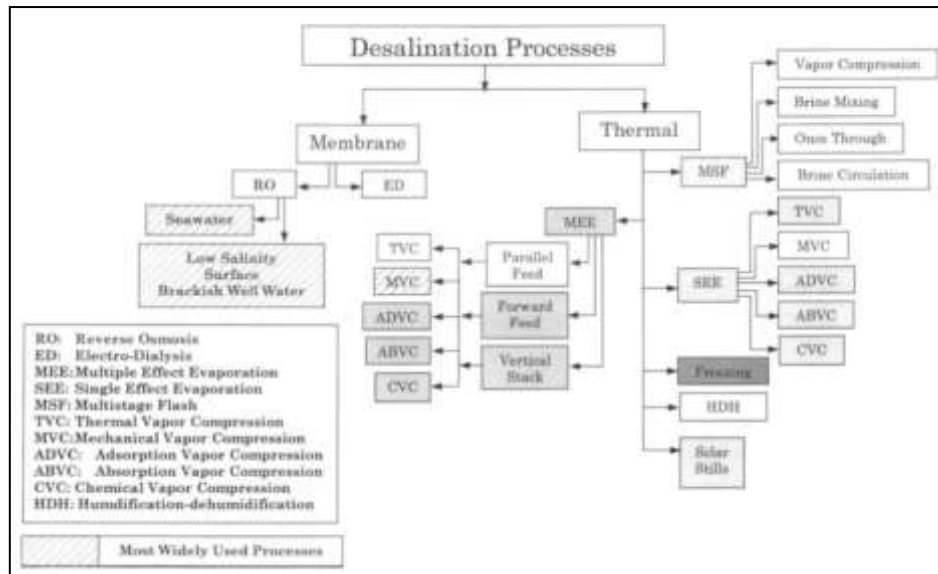 Desalination Processes
Membrane
Thermal
RO
ED
Seawater
Low Salinity
Surface
Brackish Well Water
MSF
Vapor Compression
Brine Mixing
Once Through
Brine Circulation
MEE
Parallel
Feed
Forward
Feed
Vertical
Stack
TVC
MVC
ADVC
ABVC
CVC
SEE
TVC
MVC
ADVC
ABVC
CVC
Freezing
HDH
Solar
Stills
RO: Reverse Osmosis
ED: Electro-Dialysis
MEE: Multiple Effect Evaporation
SEE: Single Effect Evaporation
MSF: Multistage Flash
TVC: Thermal Vapor Compression
MVC: Mechanical Vapor Compression
ADVC: Adsorption Vapor Compression
ABVC: Absorption Vapor Compression
CVC: Chemical Vapor Compression
HDH: Humdification-dehumidification
Most Widely Used Processes